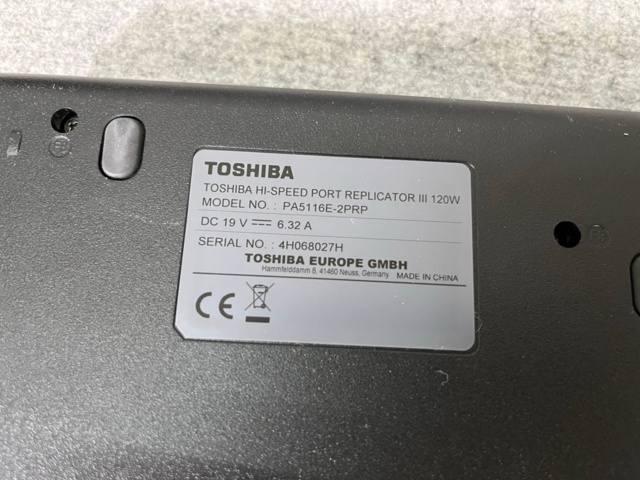 TOSHIBA
TOSHIBA HI-SPEED PORT REPLICATOR III 120W
MODEL NO. : PA5116E-2PRP
DC 19 V 6.32 A
SERIAL NO. : 4H068027H
TOSHIBA EUROPE GMBH
Hammfelddamm 8, 41460 Neuss, Germany MADE IN CHINA
CE